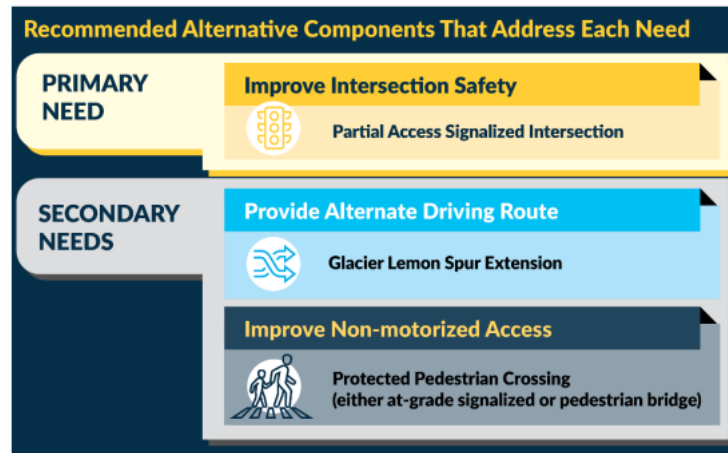 Recommended Alternative Components That Address Each Need
PRIMARY
NEED
Improve Intersection Safety
Partial Access Signalized Intersection
SECONDARY
NEEDS
Provide Alternate Driving Route
Glacier Lemon Spur Extension
Improve Non-motorized Access
Protected Pedestrian Crossing
(either at-grade signalized or pedestrian bridge)